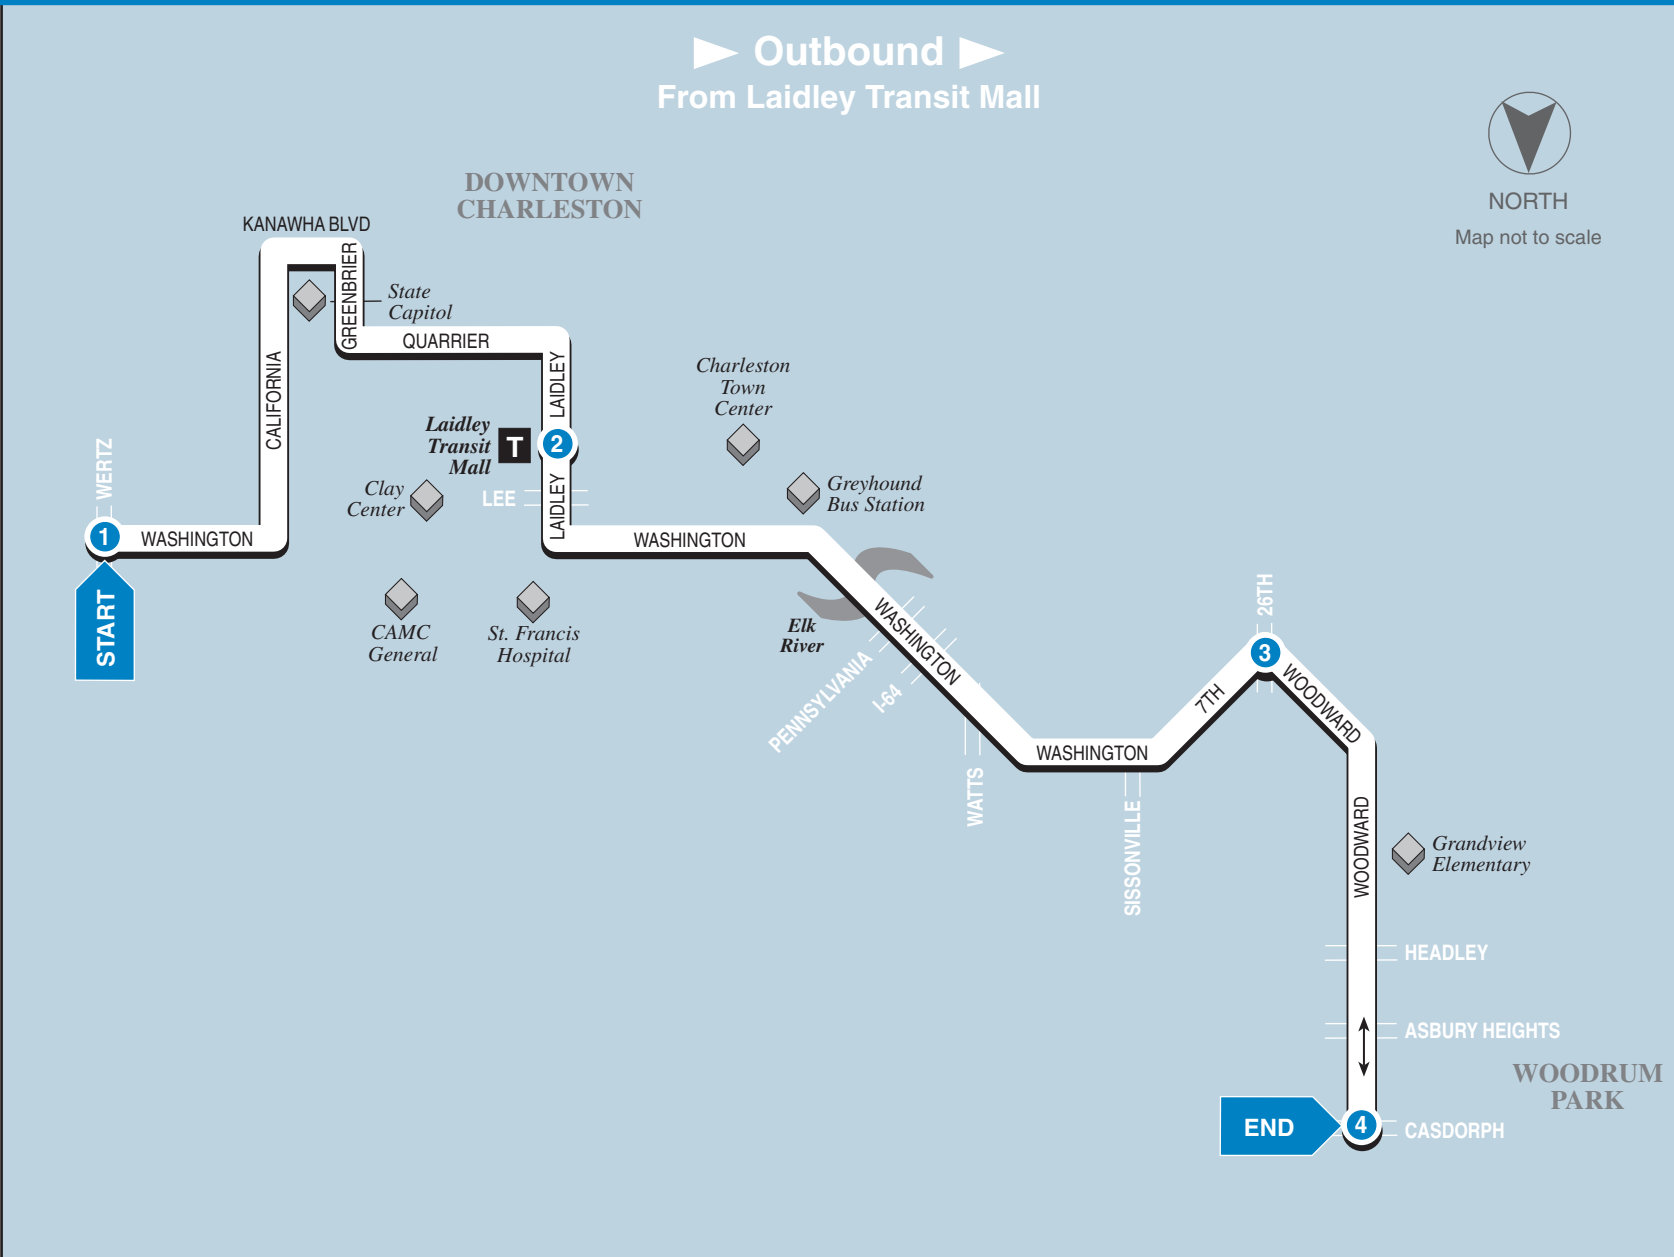 Outbound
From Laidley Transit Mall
NORTH
Map not to scale
DOWNTOWN
CHARLESTON
KANAWHA BLVD
GREENBRIER
State
Capitol
QUARRIER
CALIFORNIA
LAIDLEY
Charleston
Town
Center
Laidley
Transit
Mall
T
2
WERTZ
Clay
Center
LEE
LAIDLEY
Greyhound
Bus Station
1
WASHINGTON
WASHINGTON
START
CAMC
General
St. Francis
Hospital
Elk
River
WASHINGTON
PENNSYLVANIA
I-64
WATTS
WASHINGTON
SISSONVILLE
7TH
26TH
3
WOODWARD
WOODWARD
Grandview
Elementary
HEADLEY
ASBURY HEIGHTS
WOODRUM
PARK
END
4
CASDORPH